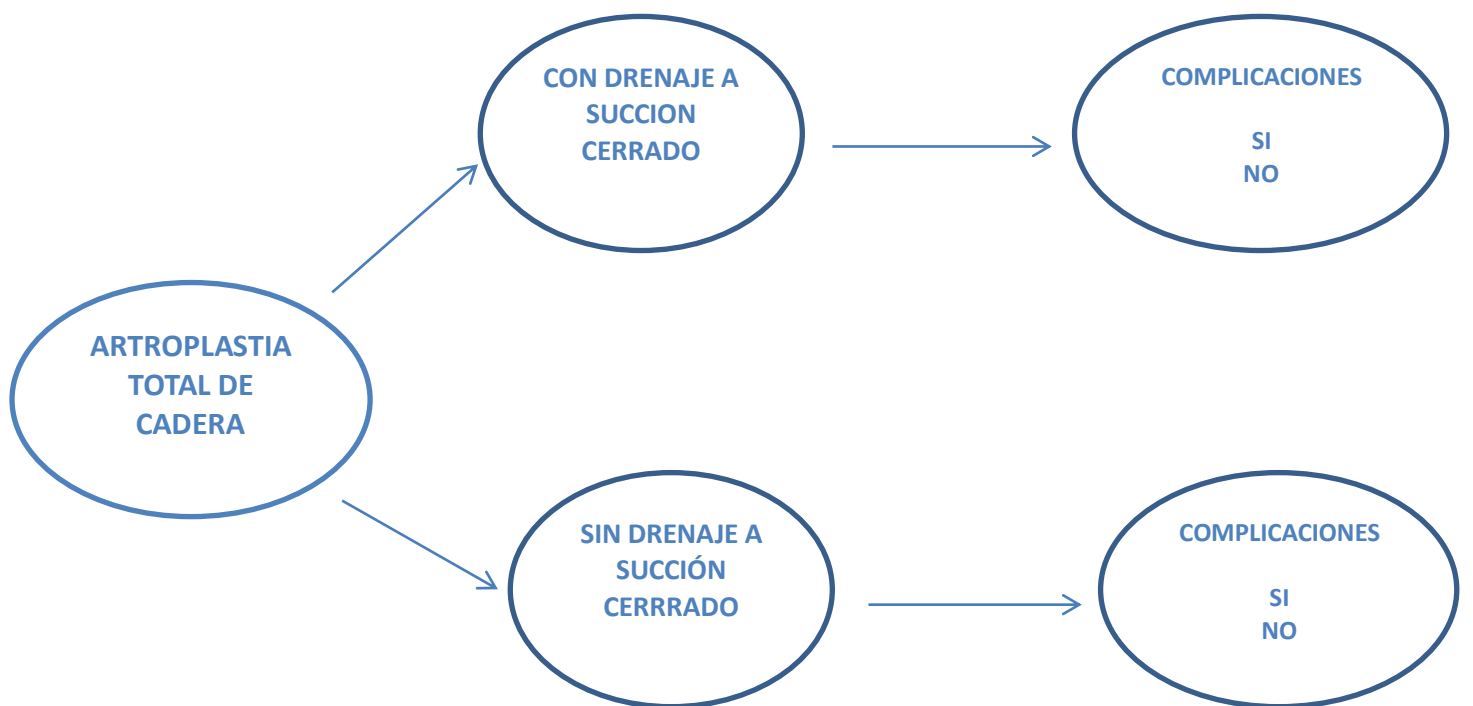 CON DRENAJE A
SUCCION
CERRADO
COMPLICACIONES
SI
NO
ARTROPLASTIA
TOTAL DE
CADERA
SIN DRENAJE A
SUCCIÓN
CERRRADO
COMPLICACIONES
SI
NO